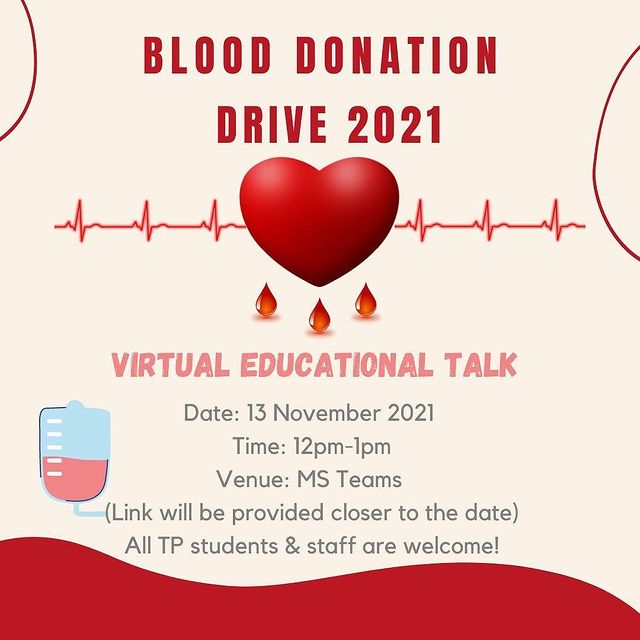 BLOOD DONATION
DRIVE 2021
VIRTUAL EDUCATIONAL TALK
Date: 13 November 2021
Time: 12pm-1pm
Venue: MS Teams
(Link will be provided closer to the date)
All TP students & staff are welcome!